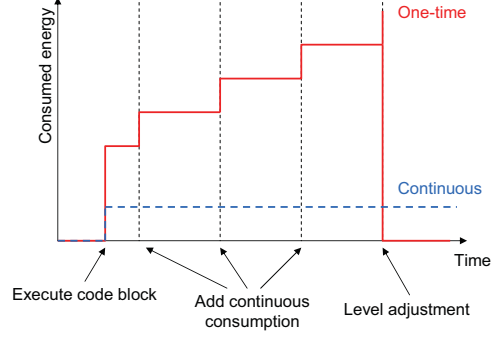 Consumed energy
One-time
Continuous
Time
Execute code block
Add continuous
consumption
Level adjustment